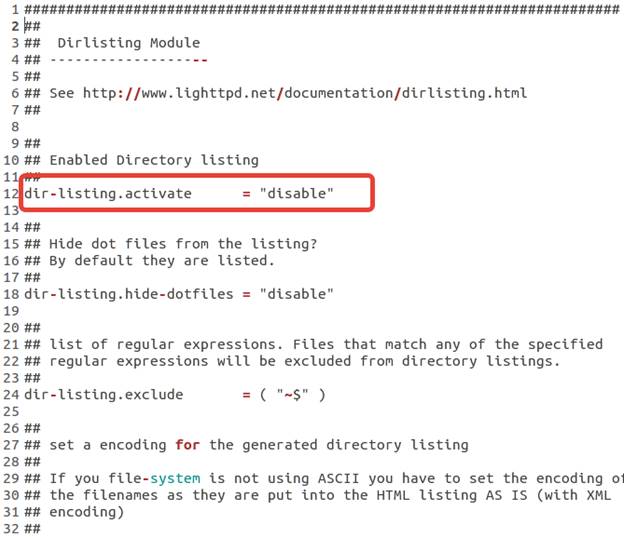 1 ########################################################################
2 ##
3 ##  Dirlisting Module
4 ## -------------------
5 ##
6 ## See http://www.lighttpd.net/documentation/dirlisting.html
7 ##
8
9 ##
10 ## Enabled Directory listing
11 ##
12 dir-listing.activate      = "disable"
13
14 ##
15 ## Hide dot files from the listing?
16 ## By default they are listed.
17 ##
18 dir-listing.hide-dotfiles = "disable"
19
20 ##
21 ## list of regular expressions. Files that match any of the specified
22 ## regular expressions will be excluded from directory listings.
23 ##
24 dir-listing.exclude       = ( "~$" )
25
26 ##
27 ## set a encoding for the generated directory listing
28 ##
29 ## If you file-system is not using ASCII you have to set the encoding of
30 ## the filenames as they are put into the HTML listing AS IS (with XML
31 ## encoding)
32 ##